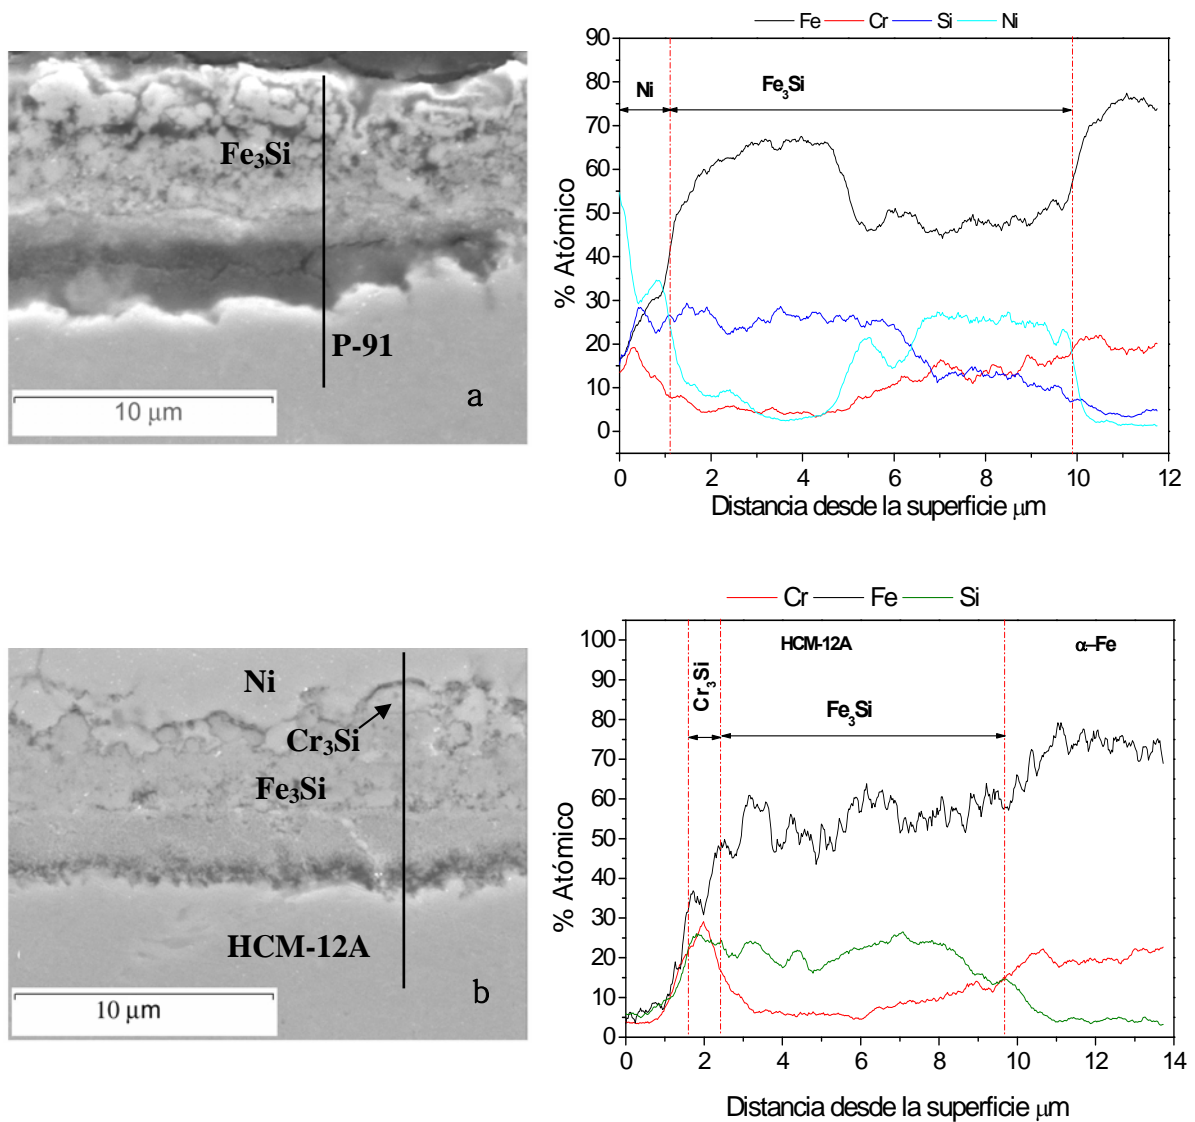 Fe Cr Si Ni
90
80
70
60
50
40
30
20
10
0
% Atómico
Ni
Fe₃Si
0 2 4 6 8 10 12
Distancia desde la superficie μm
Fe₃Si
P-91
10 μm
a
Cr Fe Si
100
90
80
70
60
50
40
30
20
10
0
% Atómico
Cr₃Si
HCM-12A
Fe₃Si
α–Fe
0 2 4 6 8 10 12 14
Distancia desde la superficie μm
Ni
Cr₃Si
Fe₃Si
HCM-12A
10 μm
b